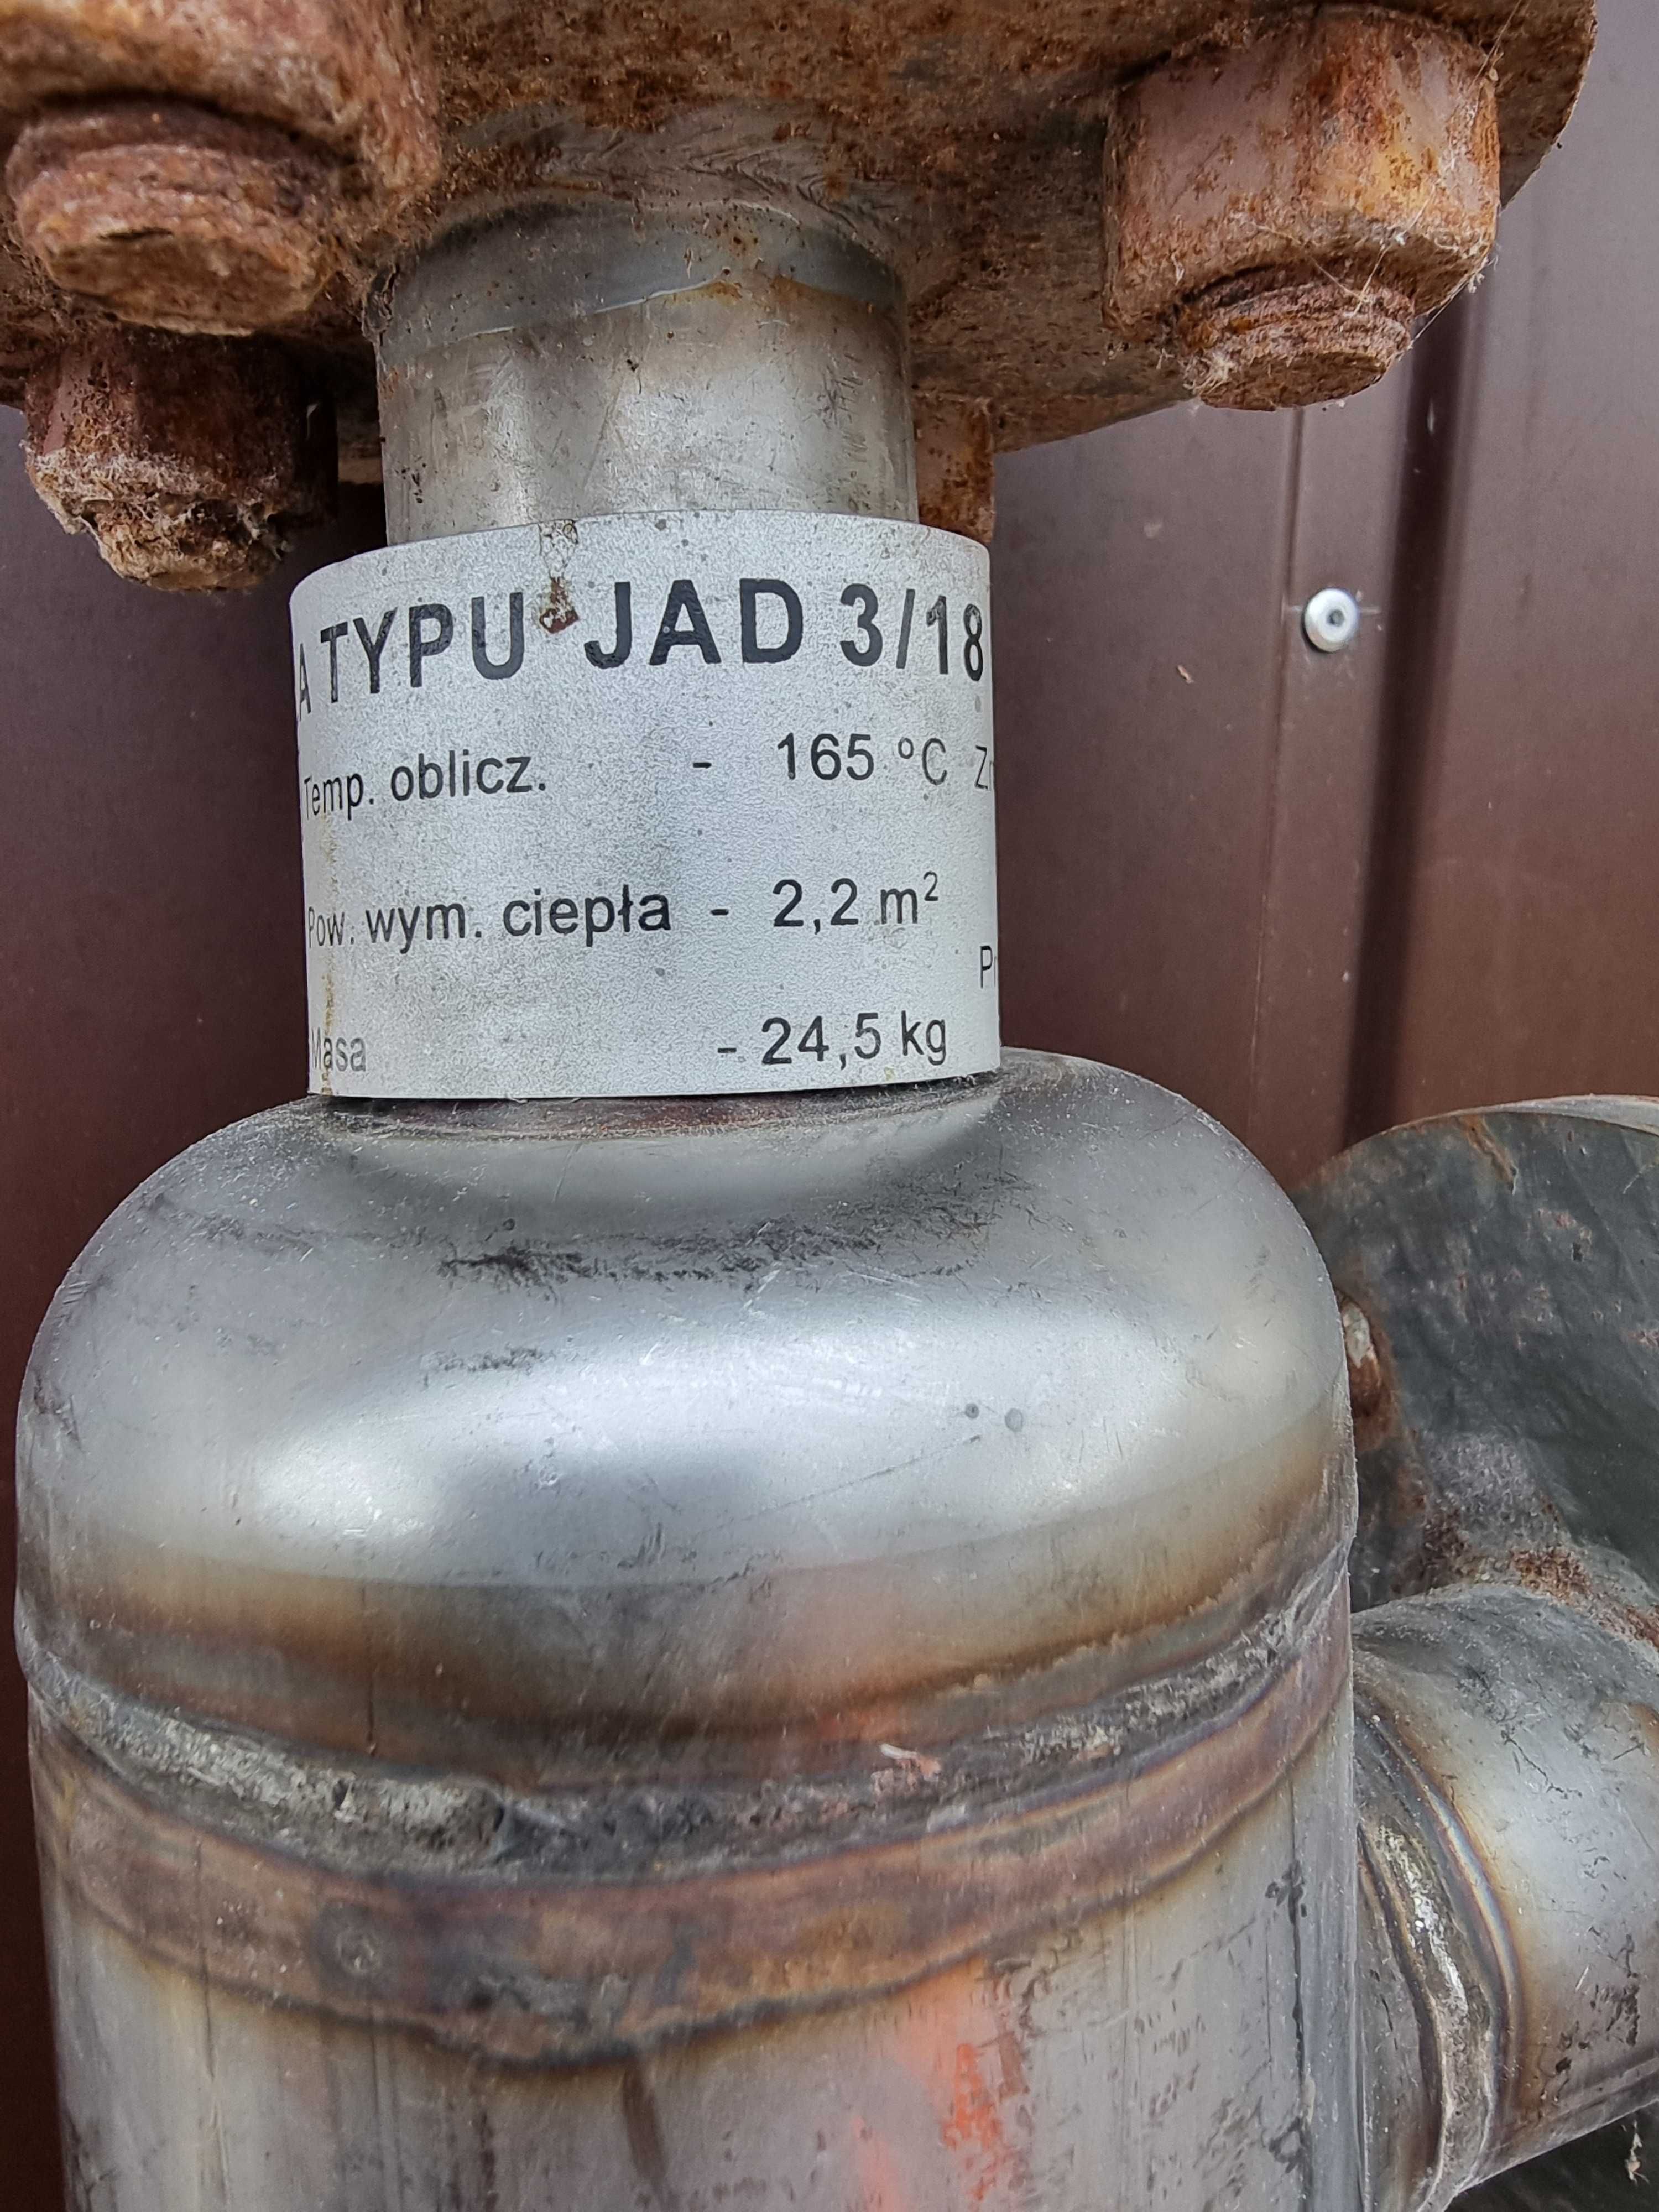 A TYPU JAD 3/18
Temp. oblicz. - 165 °C
Pow. wym. ciepła - 2,2 m²
Masa - 24,5 kg